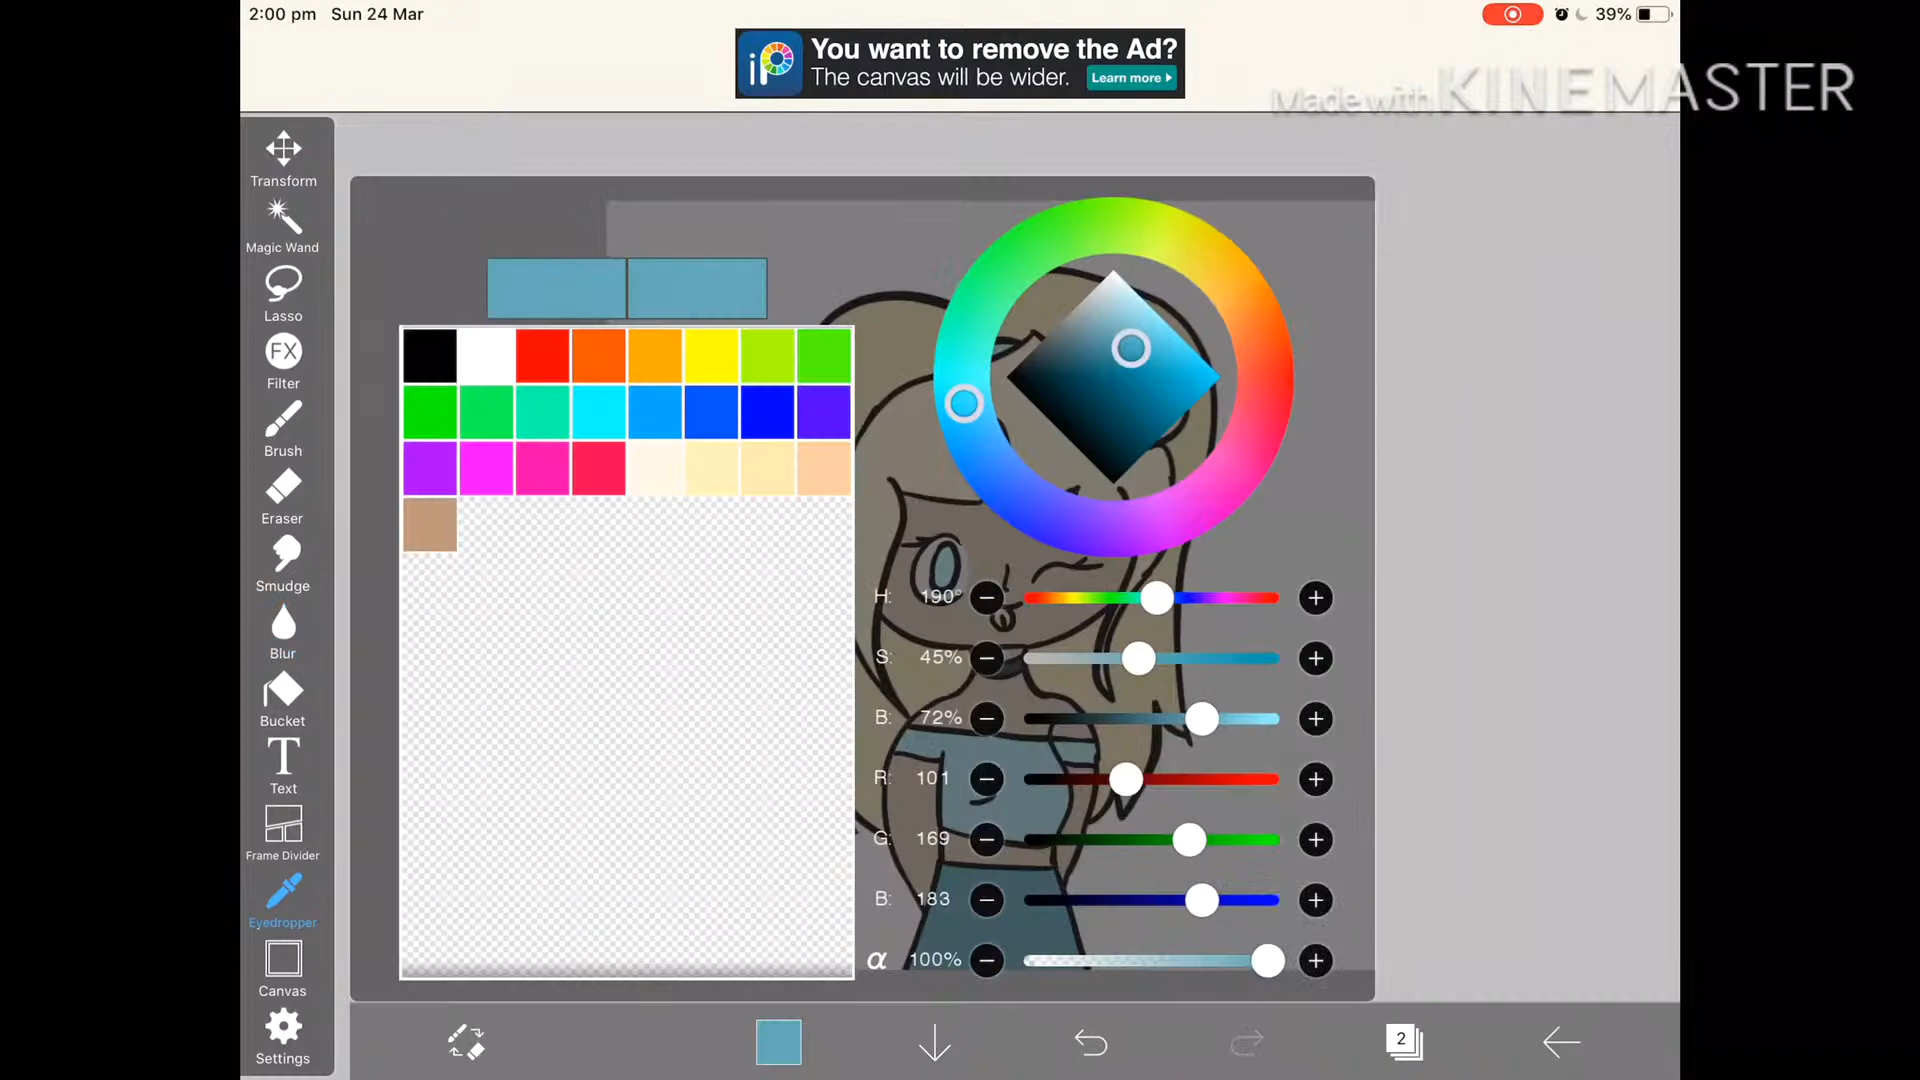 2:00 pm Sun 24 Mar
39%
iP
You want to remove the Ad?
The canvas will be wider. Learn more
Made with KINEMASTER
Transform
Magic Wand
Lasso
FX
Filter
Brush
Eraser
Smudge
Blur
Bucket
T
Text
Frame Divider
Eyedropper
Canvas
Settings
H: 190°
S: 45%
B: 72%
R: 101
G: 169
B: 183
α 100%
2